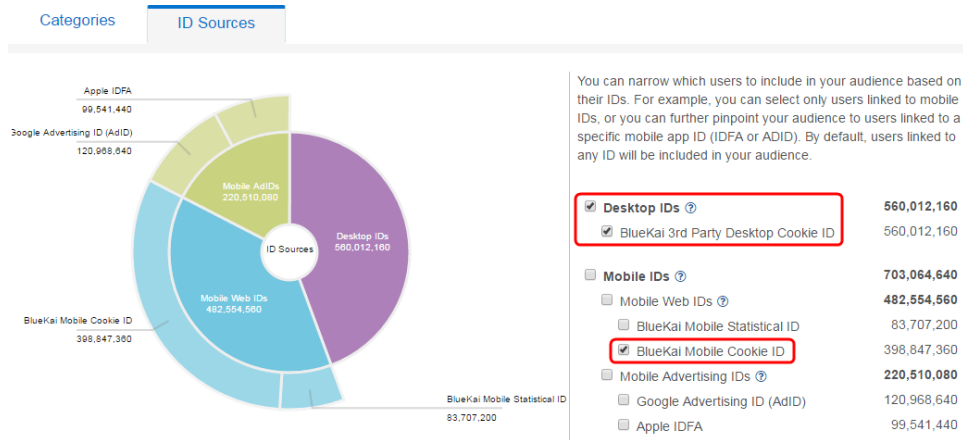 Categories
ID Sources
Apple IDFA
99,541,440
Google Advertising ID (AdID)
120,968,640
Mobile AdIDs
220,510,080
Desktop IDs
560,012,160
ID Sources
Mobile Web IDs
482,554,560
BlueKai Mobile Cookie ID
398,847,360
BlueKai Mobile Statistical ID
83,707,200
You can narrow which users to include in your audience based on
their IDs. For example, you can select only users linked to mobile
IDs, or you can further pinpoint your audience to users linked to a
specific mobile app ID (IDFA or ADID). By default, users linked to
any ID will be included in your audience.
Desktop IDs ? 560,012,160
BlueKai 3rd Party Desktop Cookie ID 560,012,160
Mobile IDs ? 703,064,640
Mobile Web IDs ? 482,554,560
BlueKai Mobile Statistical ID 83,707,200
BlueKai Mobile Cookie ID 398,847,360
Mobile Advertising IDs ? 220,510,080
Google Advertising ID (AdID) 120,968,640
Apple IDFA 99,541,440